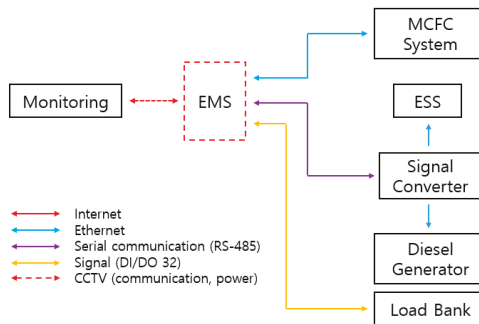 MCFC
System
Monitoring
EMS
ESS
Signal
Converter
Internet
Ethernet
Serial communication (RS-485)
Signal (DI/DO 32)
CCTV (communication, power)
Diesel
Generator
Load Bank